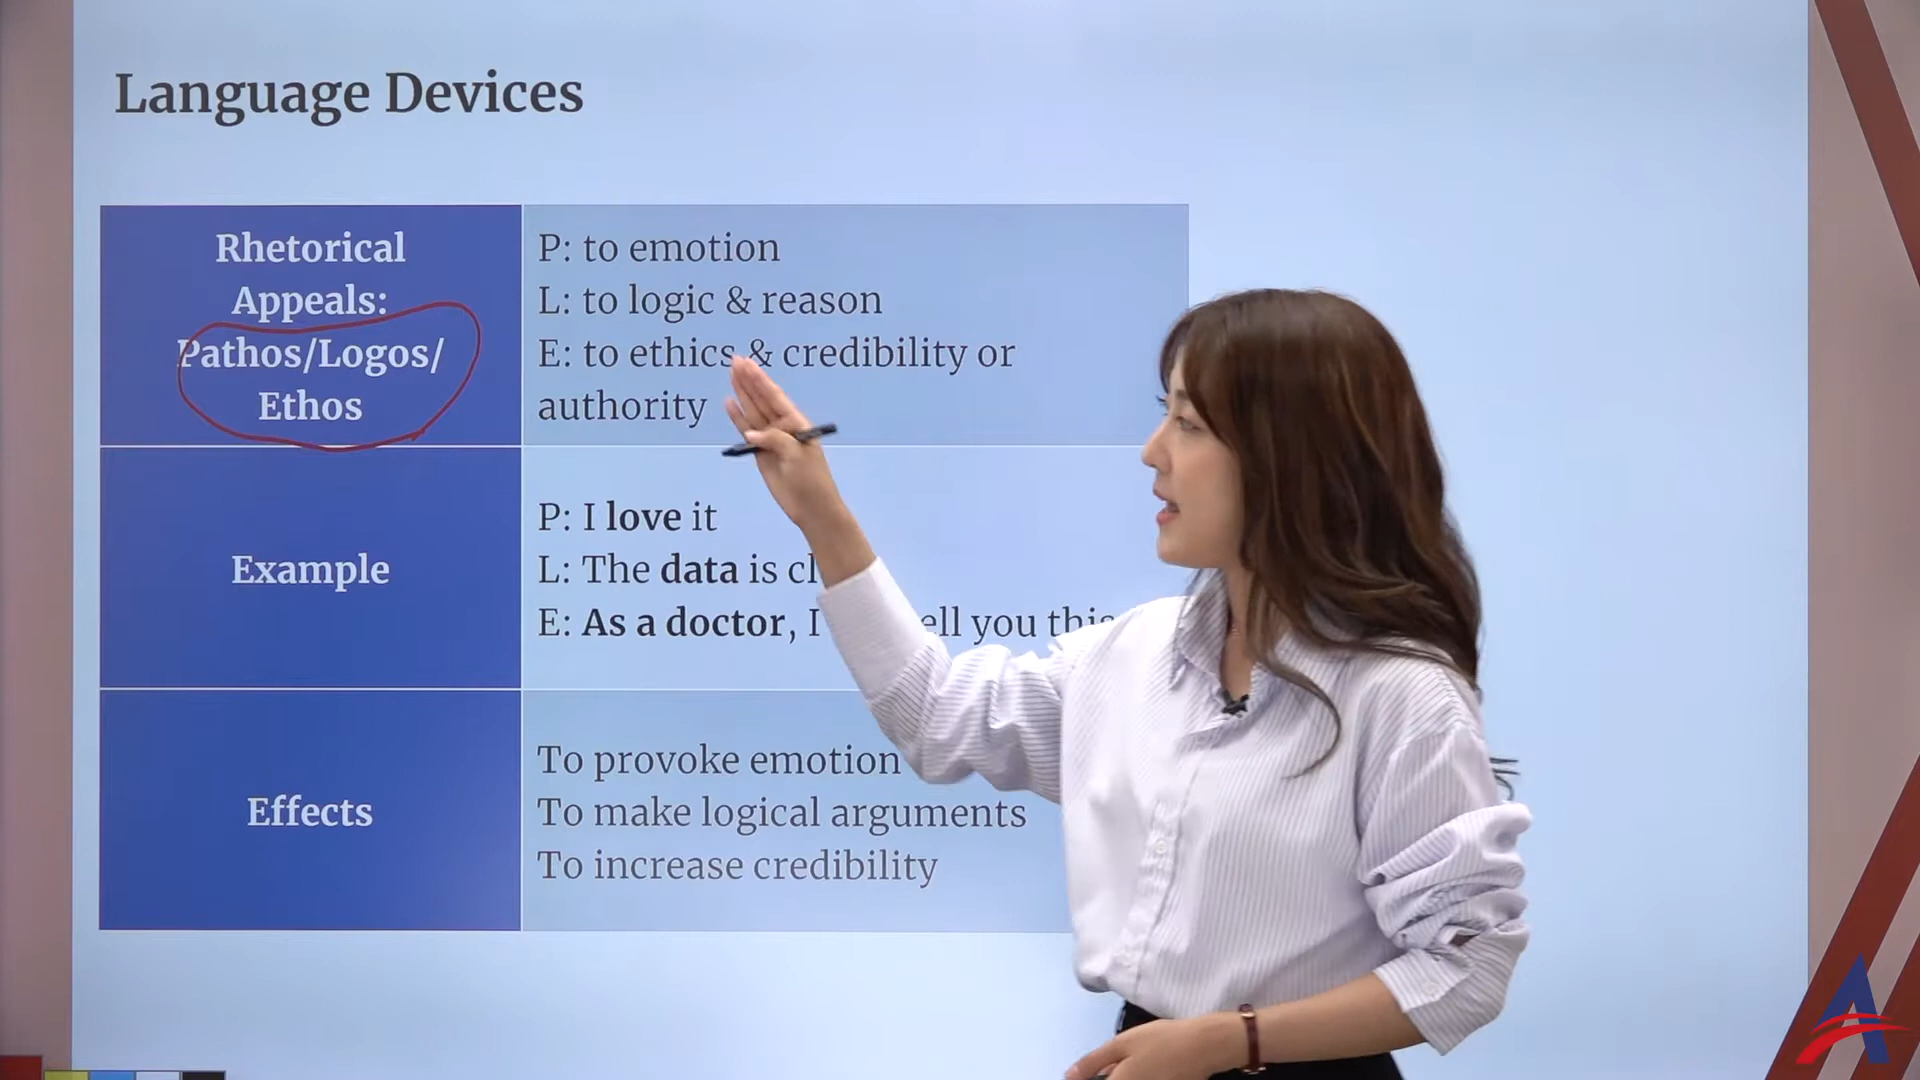 Language Devices
Rhetorical
Appeals:
Pathos/Logos/
Ethos
P: to emotion
L: to logic & reason
E: to ethics & credibility or
authority
Example
P: I love it
L: The data is
E: As a doctor, I you this
Effects
To provoke emotion
To make logical arguments
To increase credibility